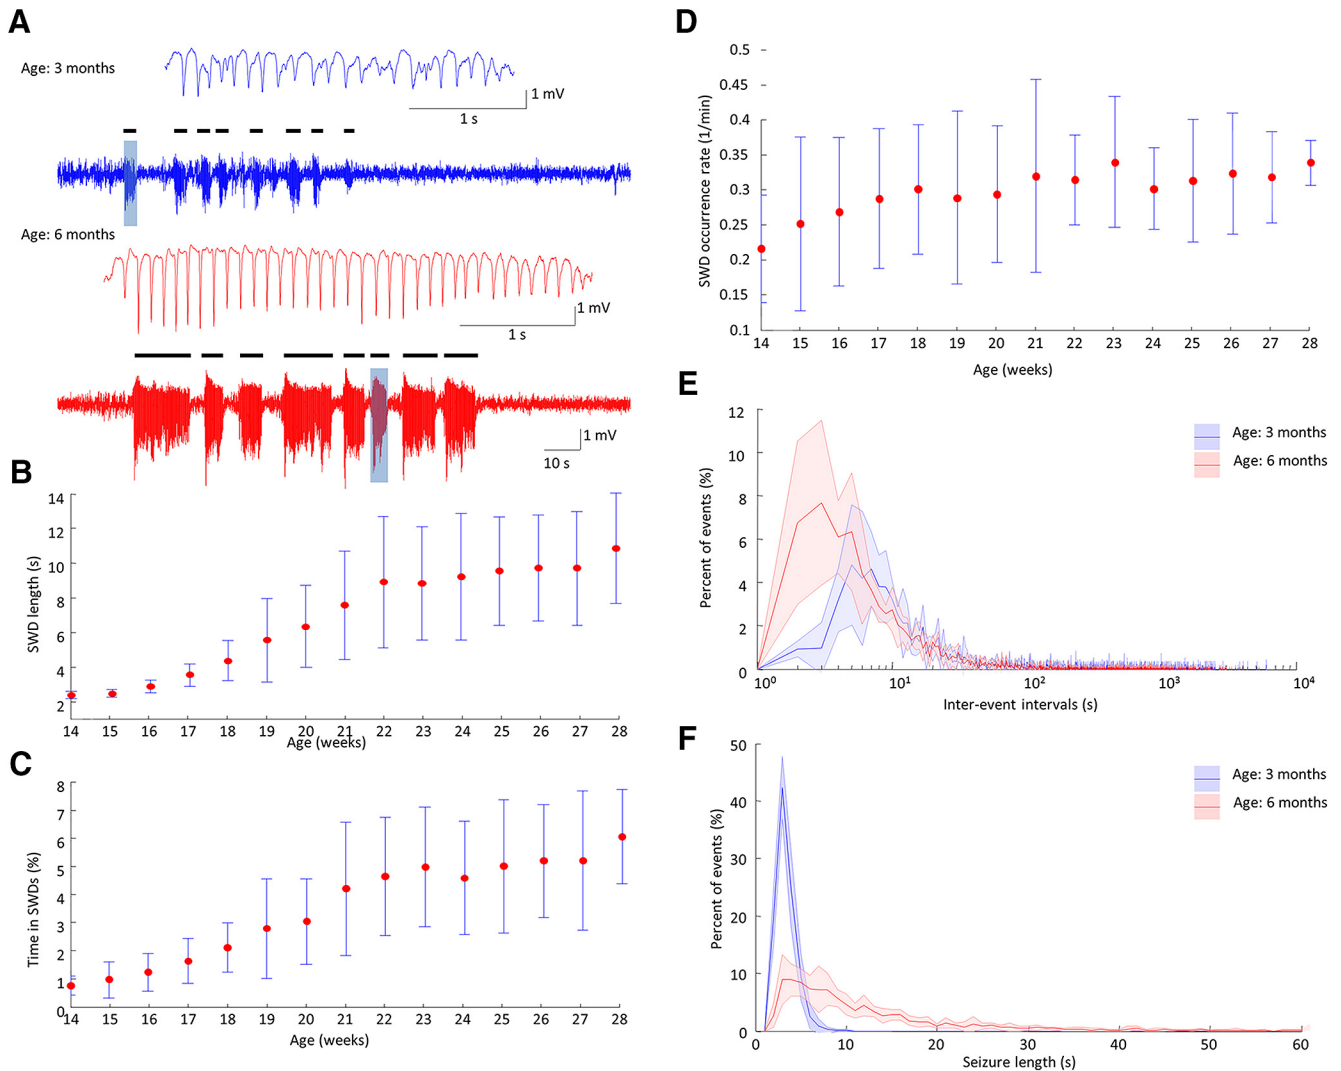 A
Age: 3 months
1 mV
1 s
Age: 6 months
1 mV
1 s
1 mV
10 s
B
14
12
10
8
6
4
2
SWD length (s)
14 15 16 17 18 19 20 21 22 23 24 25 26 27 28
Age (weeks)
C
8
7
6
5
4
3
2
1
0
Time in SWDs (%)
14 15 16 17 18 19 20 21 22 23 24 25 26 27 28
Age (weeks)
D
0.5
0.45
0.4
0.35
0.3
0.25
0.2
0.15
0.1
SWD occurrence rate (1/min)
14 15 16 17 18 19 20 21 22 23 24 25 26 27 28
Age (weeks)
E
12
10
8
6
4
2
0
Percent of events (%)
Age: 3 months
Age: 6 months
10⁰ 10¹ 10² 10³ 10⁴
Inter-event intervals (s)
F
50
40
30
20
10
0
Percent of events (%)
Age: 3 months
Age: 6 months
0 10 20 30 40 50 60
Seizure length (s)